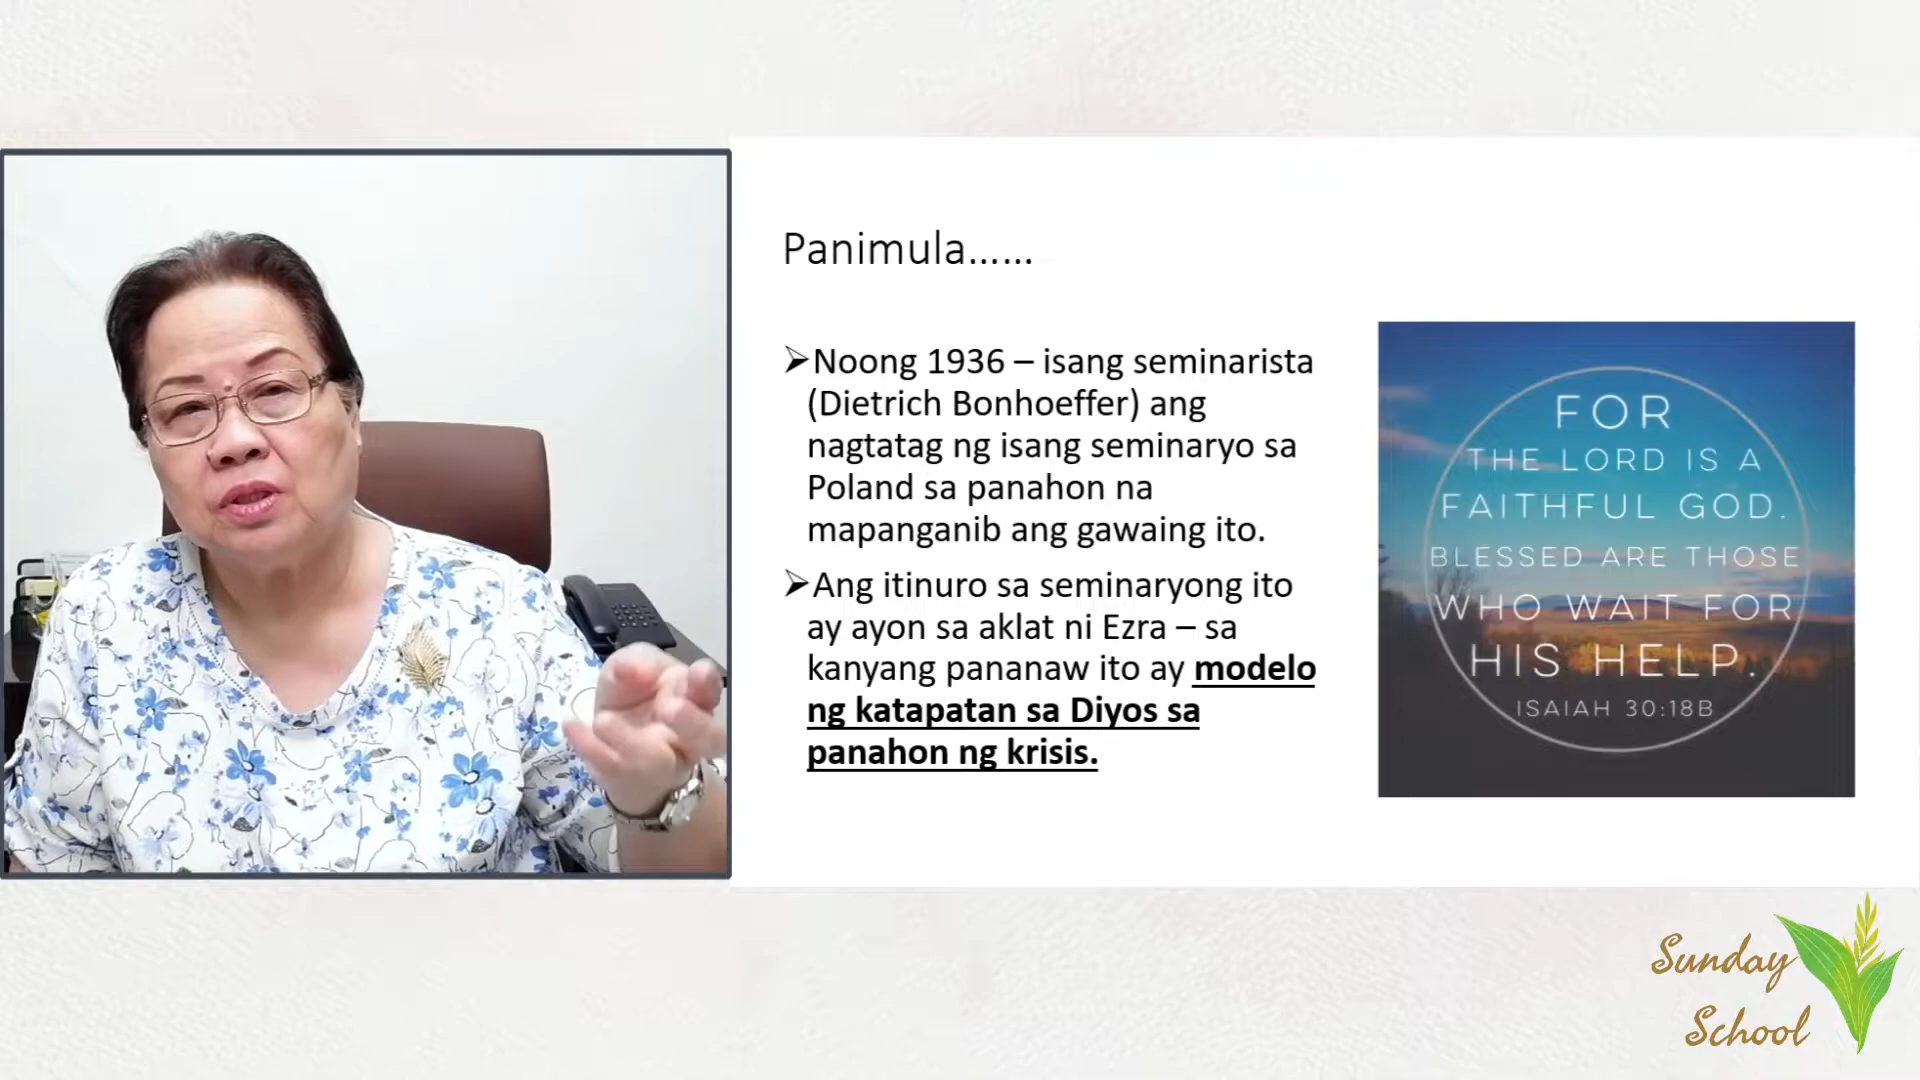 Panimula......
➢Noong 1936 – isang seminarista
(Dietrich Bonhoeffer) ang
nagtatag ng isang seminaryo sa
Poland sa panahon na
mapanganib ang gawaing ito.
➢Ang itinuro sa seminaryong ito
ay ayon sa aklat ni Ezra – sa
kanyang pananaw ito ay modelo
ng katapatan sa Diyos sa
panahon ng krisis.
FOR
THE LORD IS A
FAITHFUL GOD.
BLESSED ARE THOSE
WHO WAIT FOR
HIS HELP.
ISAIAH 30:18B
Sunday
School